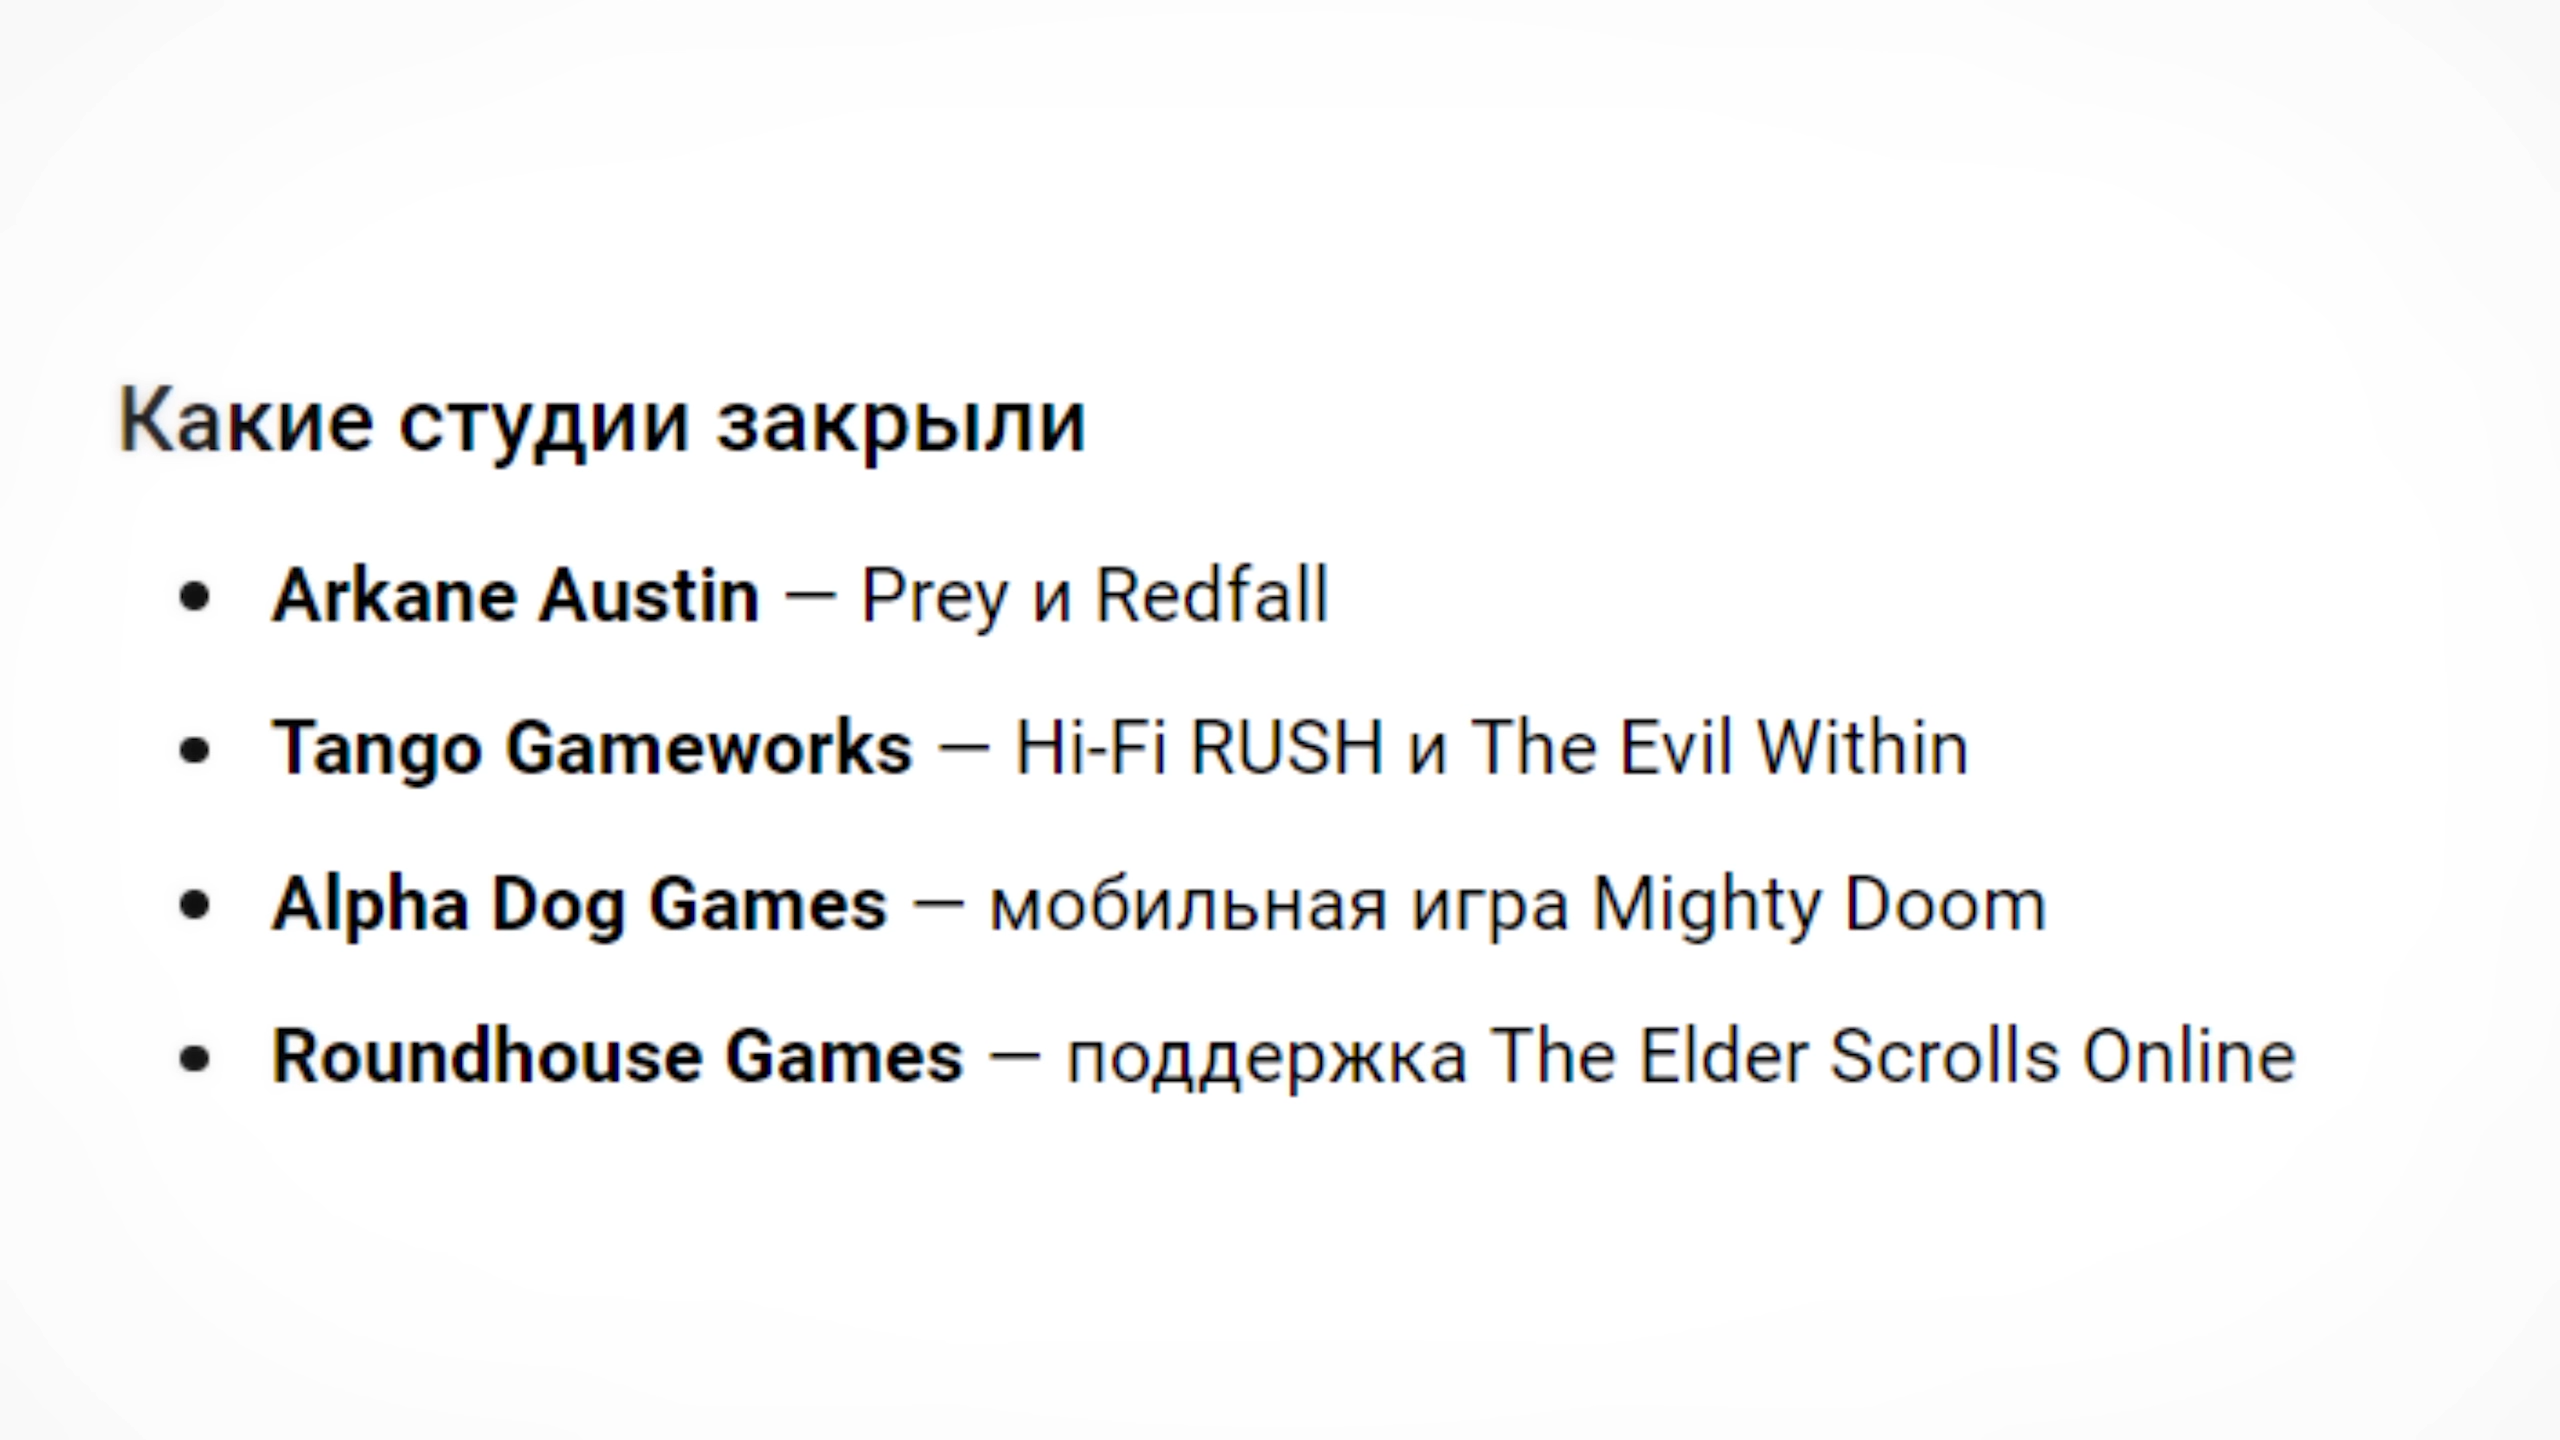 Какие студии закрыли
• Arkane Austin — Prey и Redfall
• Tango Gameworks — Hi-Fi RUSH и The Evil Within
• Alpha Dog Games — мобильная игра Mighty Doom
• Roundhouse Games — поддержка The Elder Scrolls Online